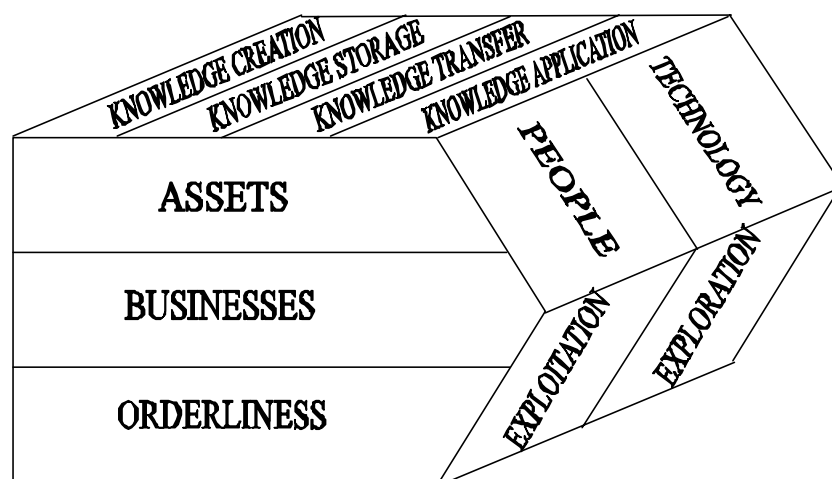 KNOWLEDGE CREATION
KNOWLEDGE STORAGE
KNOWLEDGE TRANSFER
KNOWLEDGE APPLICATION
TECHNOLOGY
PEOPLE
ASSETS
BUSINESSES
ORDERLINESS
EXPLOITATION
EXPLORATION